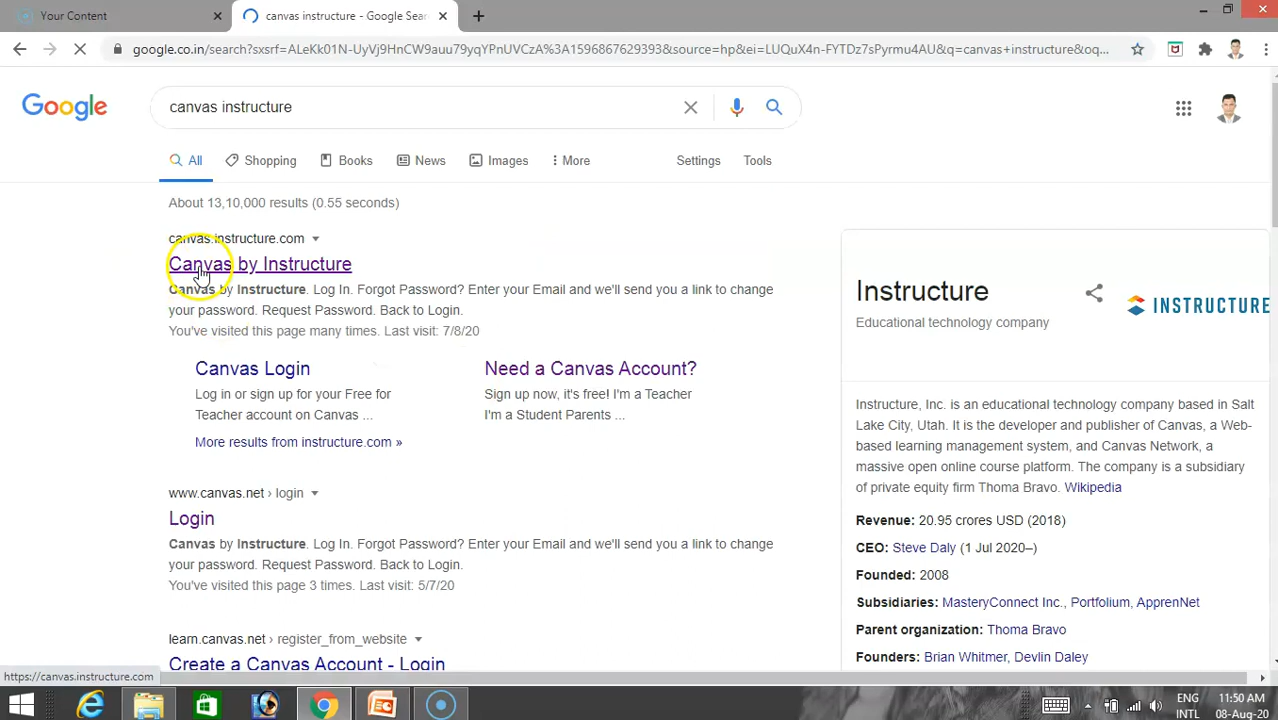 Your Content
canvas instructure - Google Sear
google.co.in/search?sxsrf=ALeKk01N-UyVj9HnCW9auu79yqYPnUVCzA%3A1596867629393&source=hp&ei=LUQuX4n-FYTDz7sPyrmu4AU&q=canvas+instructure&oq...
Google
canvas instructure
All Shopping Books News Images More Settings Tools
About 13,10,000 results (0.55 seconds)
canvas.instructure.com
Canvas by Instructure
Canvas by Instructure. Log In. Forgot Password? Enter your Email and we'll send you a link to change
your password. Request Password. Back to Login.
You've visited this page many times. Last visit: 7/8/20
Canvas Login
Log in or sign up for your Free for
Teacher account on Canvas ...
Need a Canvas Account?
Sign up now, it's free! I'm a Teacher
I'm a Student Parents ...
More results from instructure.com »
www.canvas.net › login
Login
Canvas by Instructure. Log In. Forgot Password? Enter your Email and we'll send you a link to change
your password. Request Password. Back to Login.
You've visited this page 3 times. Last visit: 5/7/20
learn.canvas.net › register_from_website
Create a Canvas Account - Login
Instructure
Educational technology company
INSTRUCTURE
Instructure, Inc. is an educational technology company based in Salt
Lake City, Utah. It is the developer and publisher of Canvas, a Web-
based learning management system, and Canvas Network, a
massive open online course platform. The company is a subsidiary
of private equity firm Thoma Bravo. Wikipedia
Revenue: 20.95 crores USD (2018)
CEO: Steve Daly (1 Jul 2020–)
Founded: 2008
Subsidiaries: MasteryConnect Inc., Portfolium, ApprenNet
Parent organization: Thoma Bravo
Founders: Brian Whitmer, Devlin Daley
https://canvas.instructure.com
ENG
INTL
11:50 AM
08-Aug-20